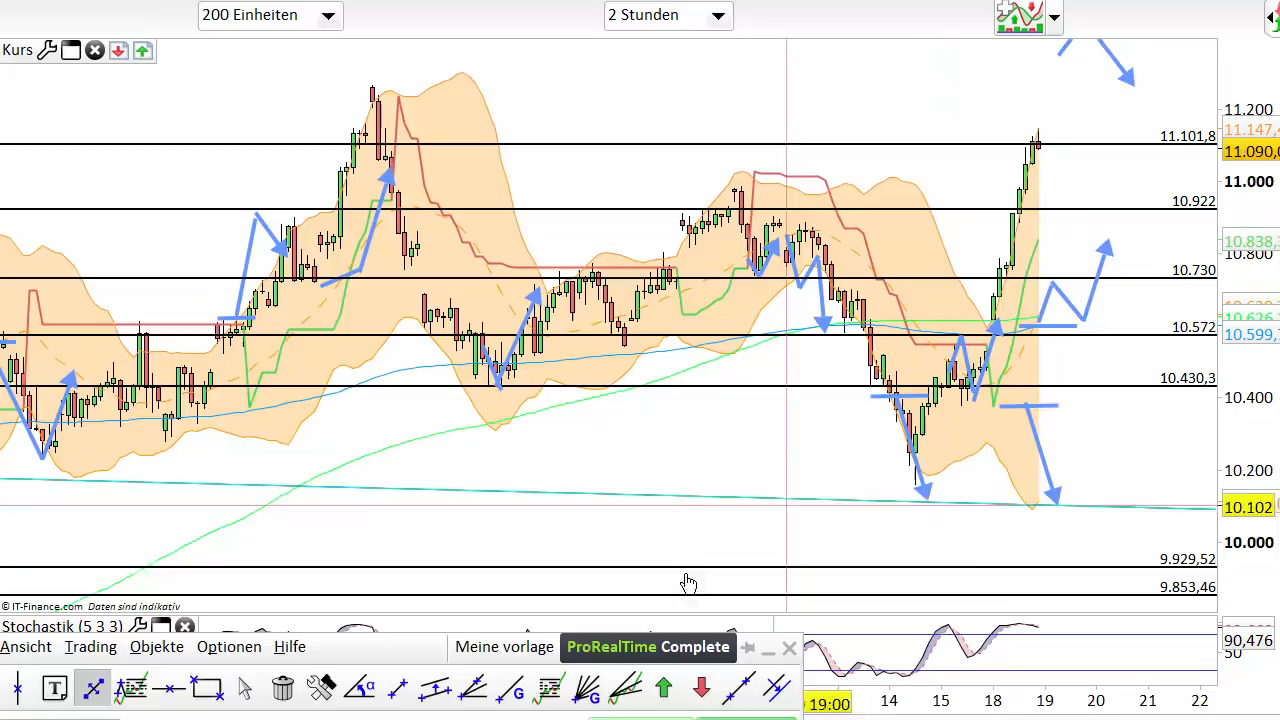 200 Einheiten
2 Stunden
Kurs
11.200
11.101,8
11.147,4
11.090,0
11.000
10.922
10.838,
10.800
10.730
10.572
10.599,
10.430,3
10.400
10.200
10.102
10.000
9.929,52
9.853,46
© IT-Finance.com Daten sind indikativ
Stochastik (5 3 3)
90,476
50
Ansicht Trading Objekte Optionen Hilfe Meine vorlage ProRealTime Complete
19:00 14 15 18 19 20 21 22